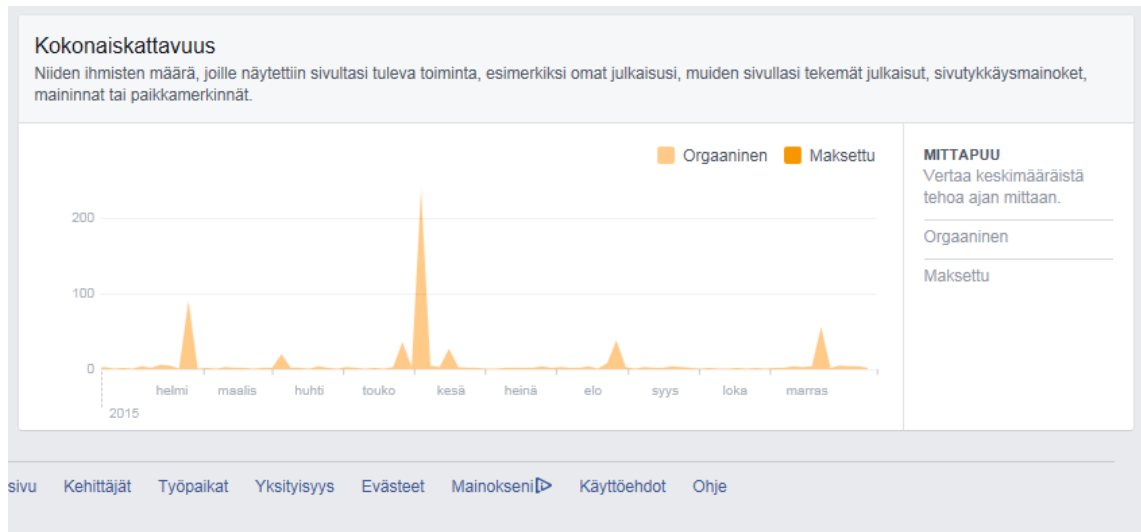 Kokonaiskattavuus
Niiden ihmisten määrä, joille näytettiin sivultasi tuleva toiminta, esimerkiksi omat julkaisusi, muiden sivullasi tekemät julkaisut, sivutykkäysmainoket,
maininnat tai paikkamerkinnät.
Orgaaninen Maksettu
200
100
0
helmi maalis huhti touko kesä heinä elo syys loka marras
2015
MITTAPUU
Vertaa keskimääräistä
tehoa ajan mittaan.
Orgaaninen
Maksettu
sivu Kehittäjät Työpaikat Yksityisyys Evästeet Mainokseni Käyttöehdot Ohje